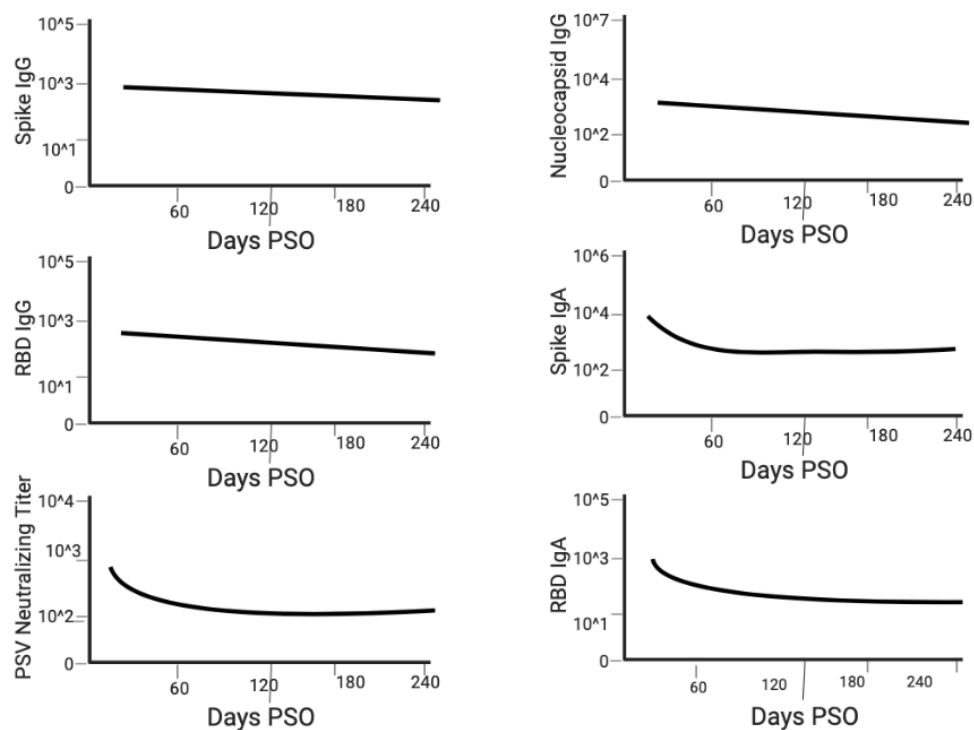 Spike IgG
10^5
10^3
10^1
0
60 120 180 240
Days PSO
Nucleocapsid IgG
10^7
10^4
10^2
0
60 120 180 240
Days PSO
RBD IgG
10^5
10^3
10^1
0
60 120 180 240
Days PSO
Spike IgA
10^6
10^4
10^2
0
60 120 180 240
Days PSO
PSV Neutralizing Titer
10^4
10^3
10^2
0
60 120 180 240
Days PSO
RBD IgA
10^5
10^3
10^1
0
60 120 180 240
Days PSO